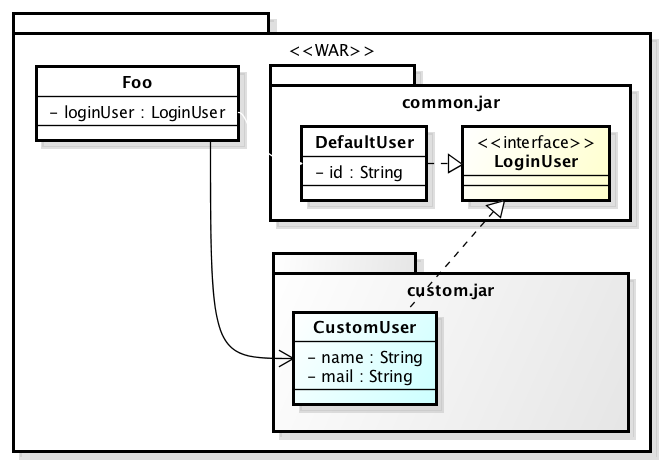 <<WAR>>
Foo
- loginUser : LoginUser
common.jar
DefaultUser
- id : String
<<interface>>
LoginUser
custom.jar
CustomUser
- name : String
- mail : String